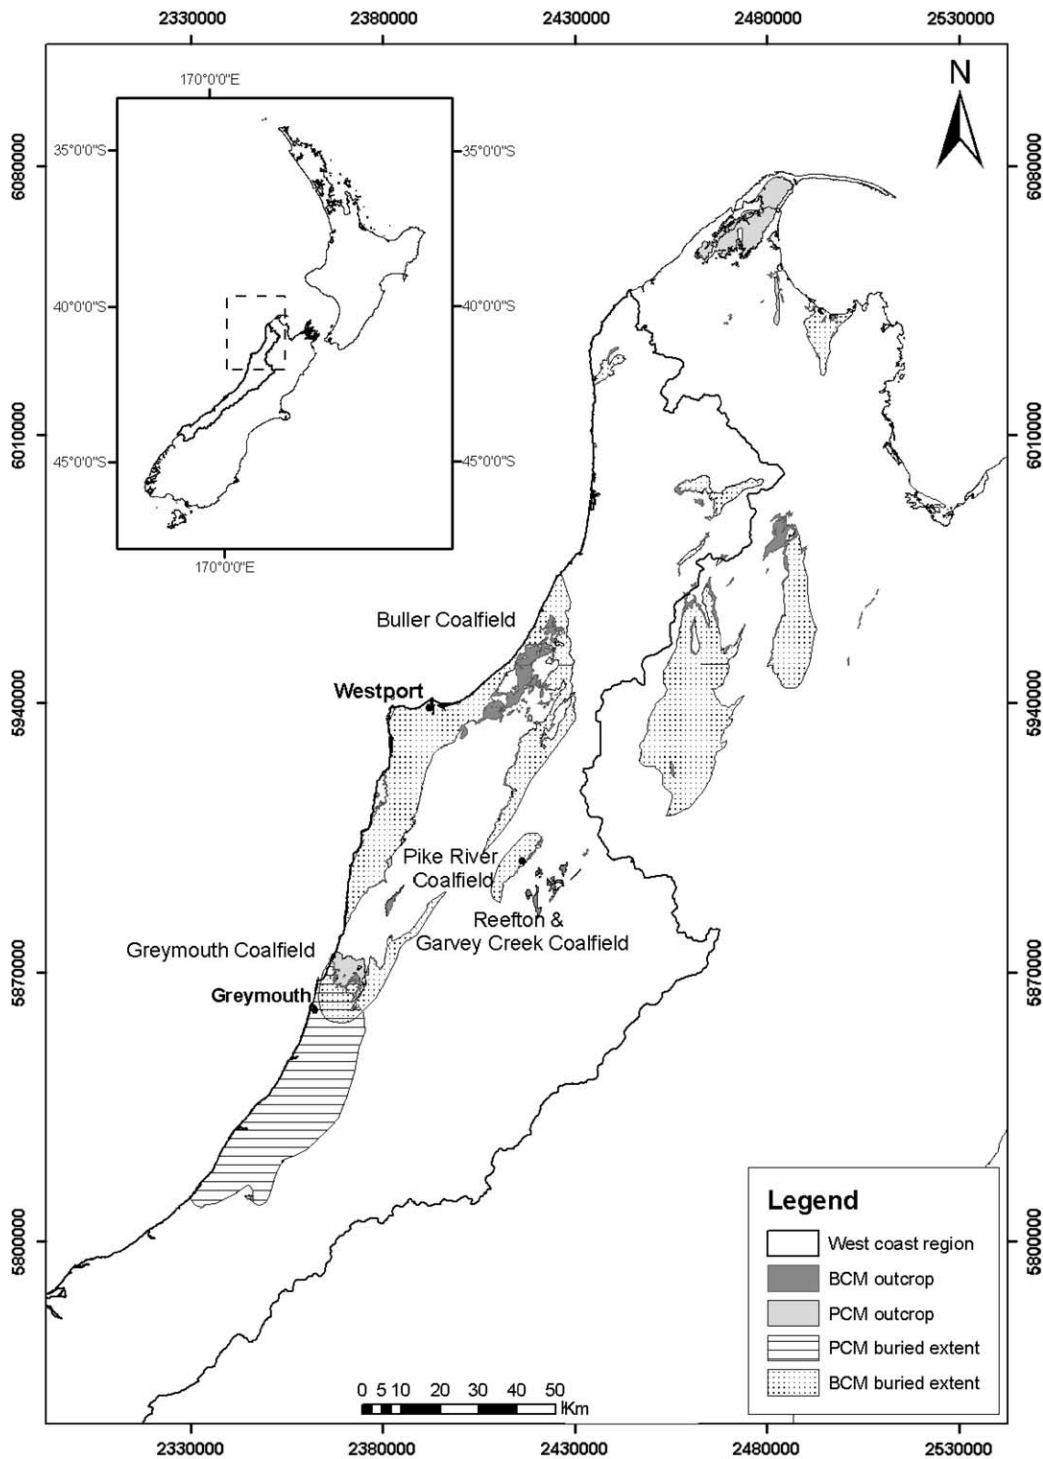 2330000 2380000 2430000 2480000 2530000
N
170°0'0"E
35°0'0"S
35°0'0"S
40°0'0"S
40°0'0"S
45°0'0"S
45°0'0"S
170°0'0"E
6080000
6080000
6010000
6010000
5940000
5940000
5870000
5870000
5800000
5800000
Buller Coalfield
Westport
Pike River
Coalfield
Reefton &
Garvey Creek Coalfield
Greymouth Coalfield
Greymouth
Legend
West coast region
BCM outcrop
PCM outcrop
PCM buried extent
BCM buried extent
0 5 10 20 30 40 50
Km
2330000 2380000 2430000 2480000 2530000